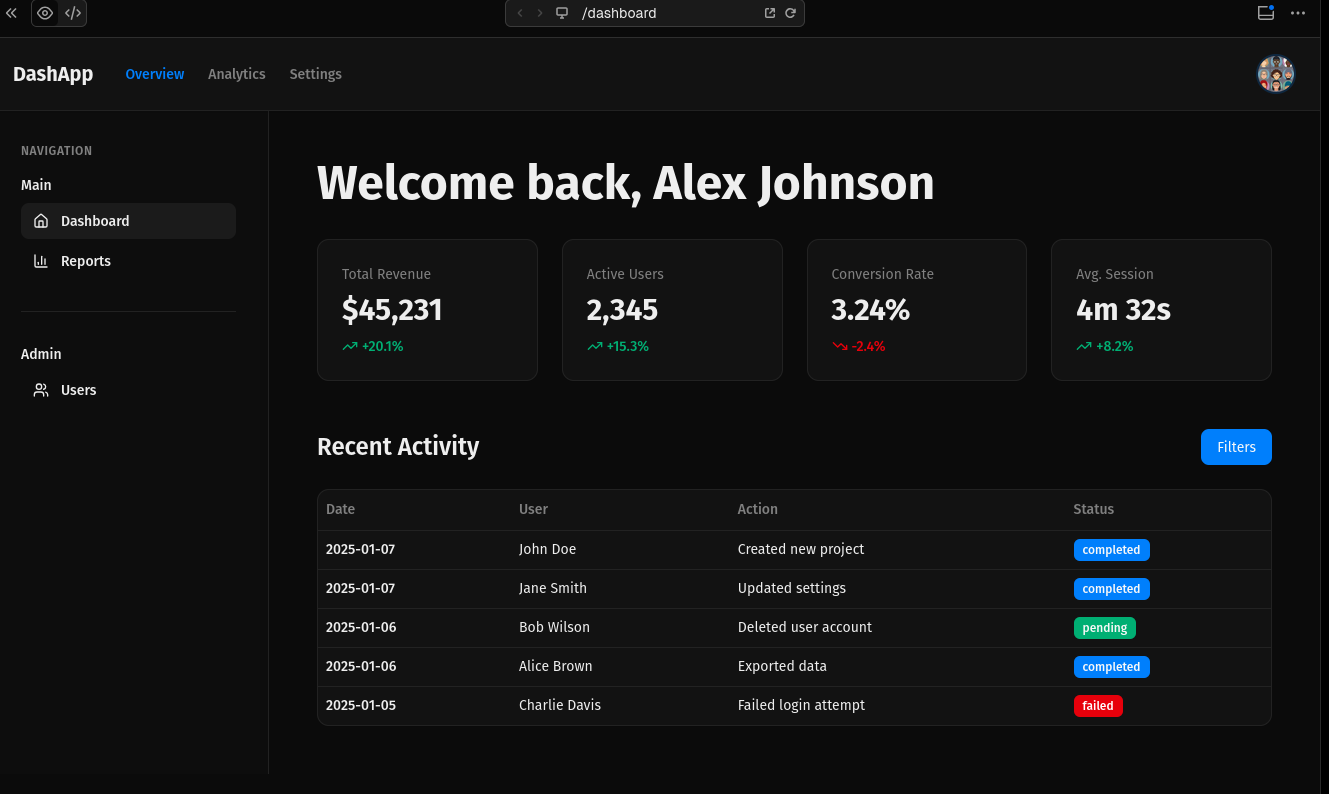 /dashboard
DashApp Overview Analytics Settings
NAVIGATION
Main
Dashboard
Reports
Admin
Users
Welcome back, Alex Johnson
Total Revenue
$45,231
+20.1%
Active Users
2,345
+15.3%
Conversion Rate
3.24%
-2.4%
Avg. Session
4m 32s
+8.2%
Recent Activity
Filters
Date User Action Status
2025-01-07 John Doe Created new project completed
2025-01-07 Jane Smith Updated settings completed
2025-01-06 Bob Wilson Deleted user account pending
2025-01-06 Alice Brown Exported data completed
2025-01-05 Charlie Davis Failed login attempt failed